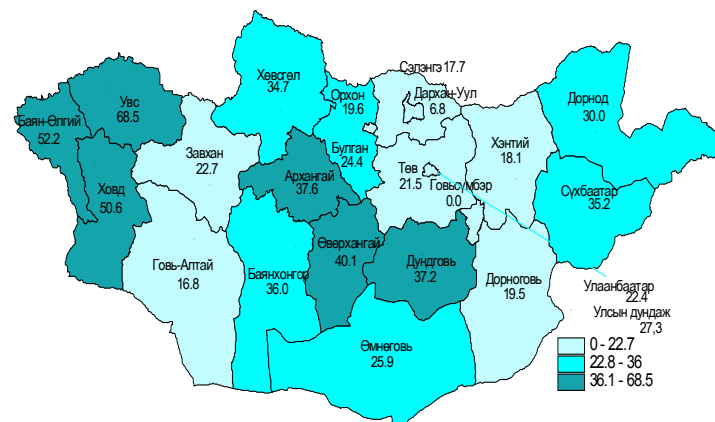 Сэлэнгэ 17.7
Хөвсгөл
34.7
Орхон
19.6
Дархан-Уул
6.8
Увс
68.5
Дорнод
30.0
Баян-Өлгий
52.2
Завхан
22.7
Булган
24.4
Хэнтий
18.1
Архангай
37.6
Төв
21.5
Говьсүмбэр
0.0
Ховд
50.6
Сүхбаатар
35.2
Өвөрхангай
40.1
Говь-Алтай
16.8
Баянхонгор
36.0
Дундговь
37.2
Дорноговь
19.5
Улаанбаатар
22.4
Улсын дундаж
27,3
Өмнөговь
25.9
0 - 22.7
22.8 - 36
36.1 - 68.5